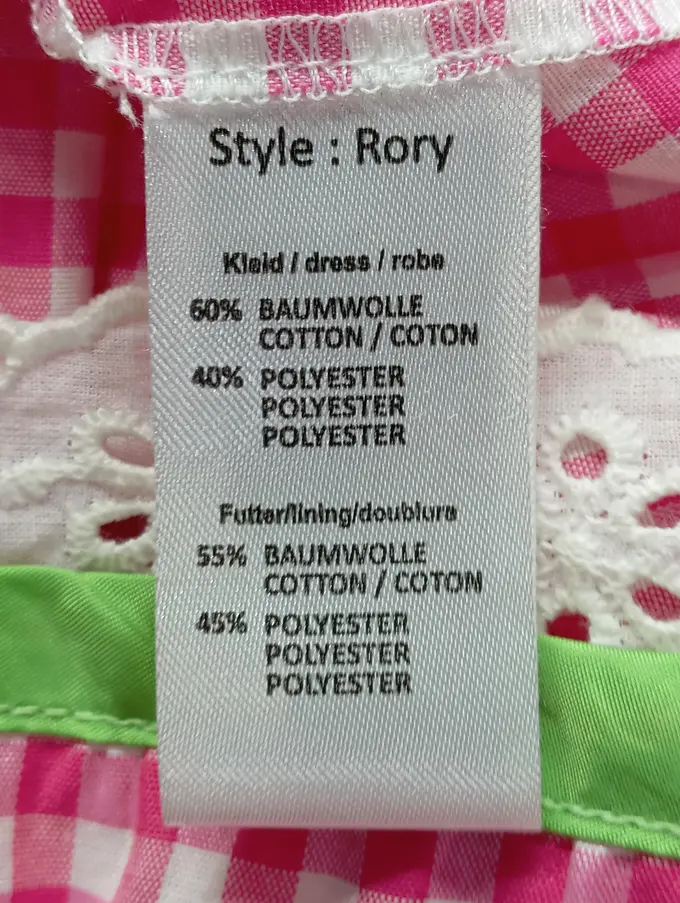 Style : Rory
Kleid / dress / robe
60% BAUMWOLLE
COTTON / COTON
40% POLYESTER
POLYESTER
POLYESTER
Futter/lining/doublure
55% BAUMWOLLE
COTTON / COTON
45% POLYESTER
POLYESTER
POLYESTER